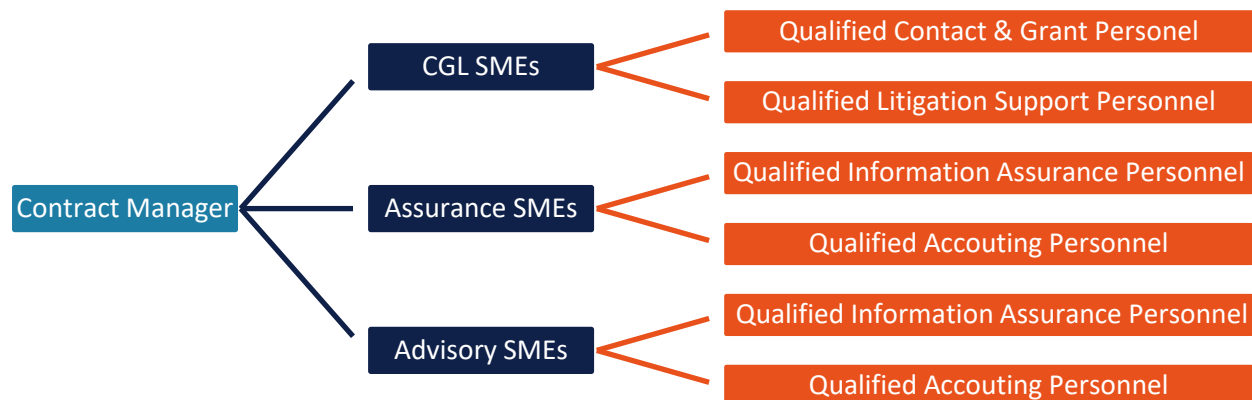 Contract Manager
CGL SMEs
Qualified Contact & Grant Personel
Qualified Litigation Support Personnel
Assurance SMEs
Qualified Information Assurance Personnel
Qualified Accouting Personnel
Advisory SMEs
Qualified Information Assurance Personnel
Qualified Accouting Personnel